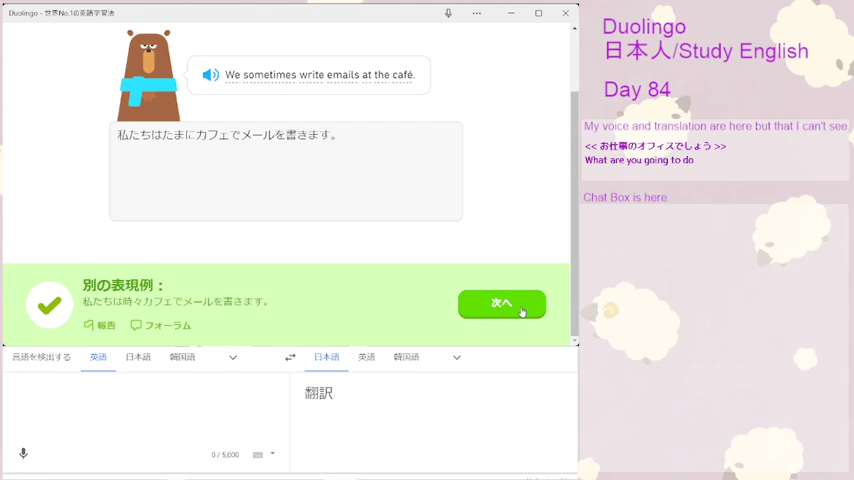 Duolingo - 世界No.1の英語学習法
We sometimes write emails at the café.
私たちはたまにカフェでメールを書きます。
別の表現例：
私たちは時々カフェでメールを書きます。
報告
フォーラム
次へ
言語を検出する
英語
日本語
韓国語
日本語
英語
韓国語
翻訳
0 / 5,000
Duolingo
日本人/Study English
Day 84
My voice and translation are here but that I can't see
<< お仕事のオフィスでしょう >>
What are you going to do
Chat Box is here.